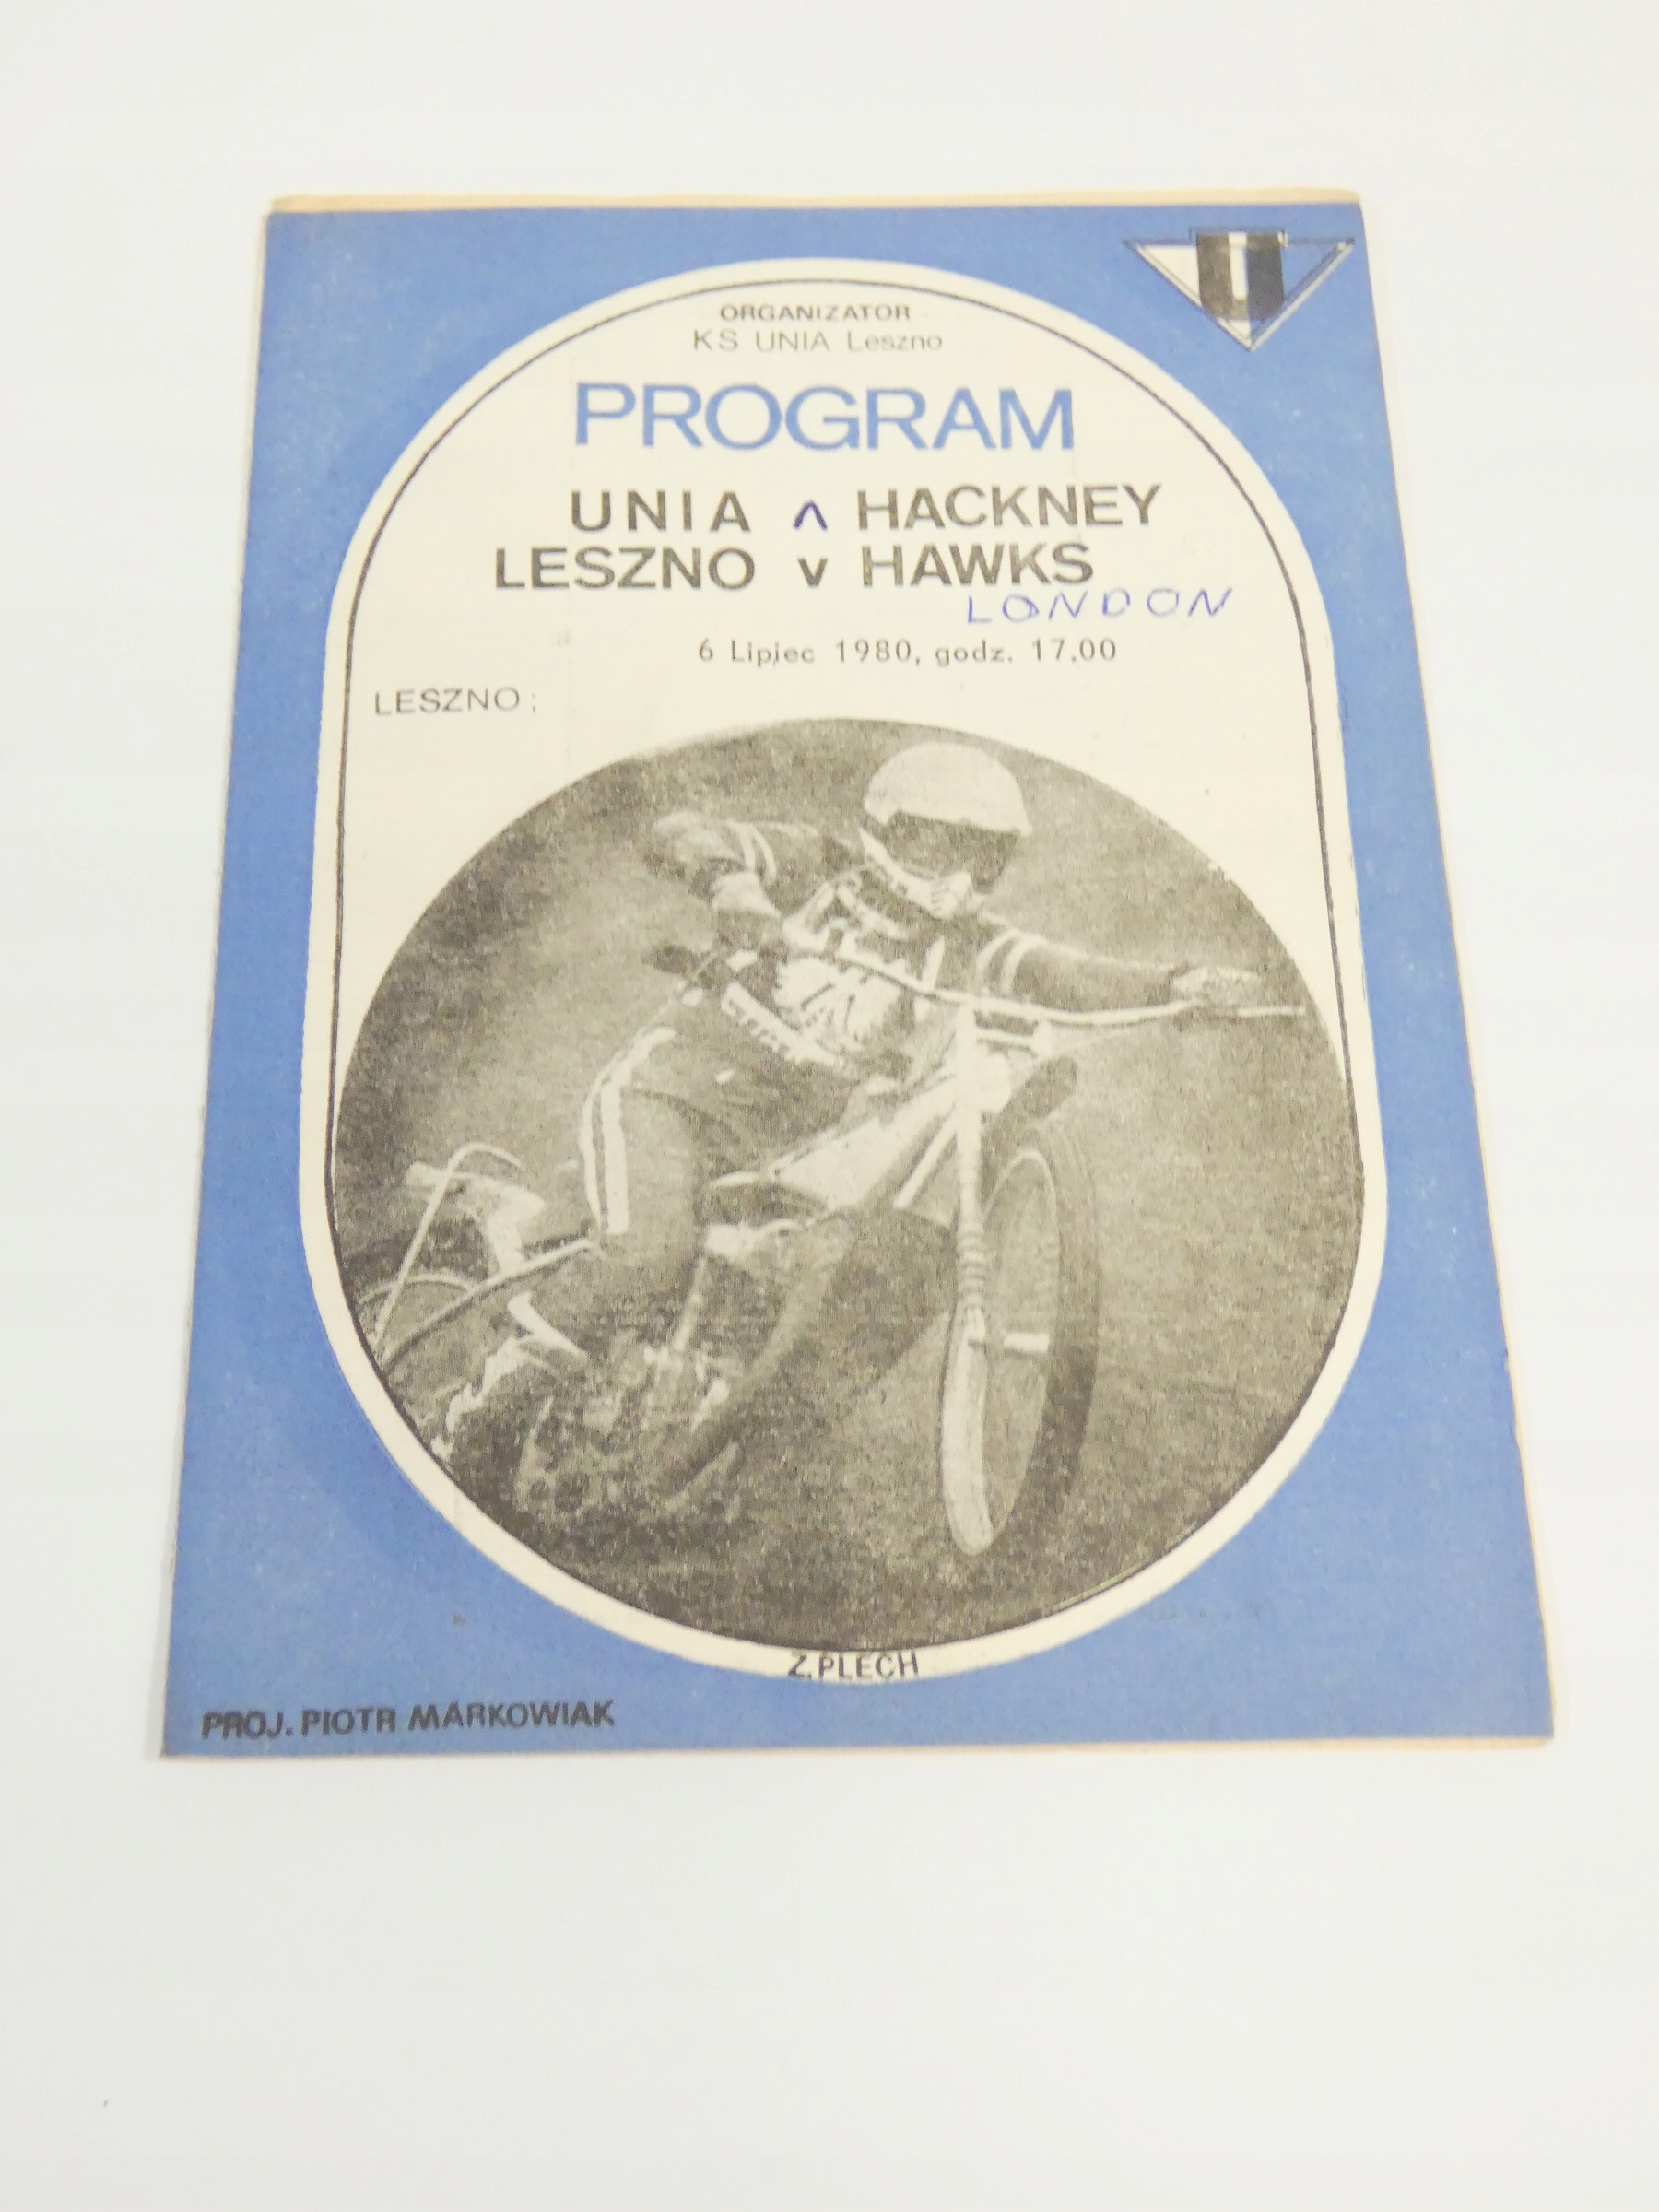 U
ORGANIZATOR
KS UNIA Leszno
PROGRAM
UNIA ʌ HACKNEY
LESZNO v HAWKS
LONDON
6 Lipiec 1980, godz. 17.00
LESZNO;
Z.PLECH
PROJ. PIOTR MARKOWIAK